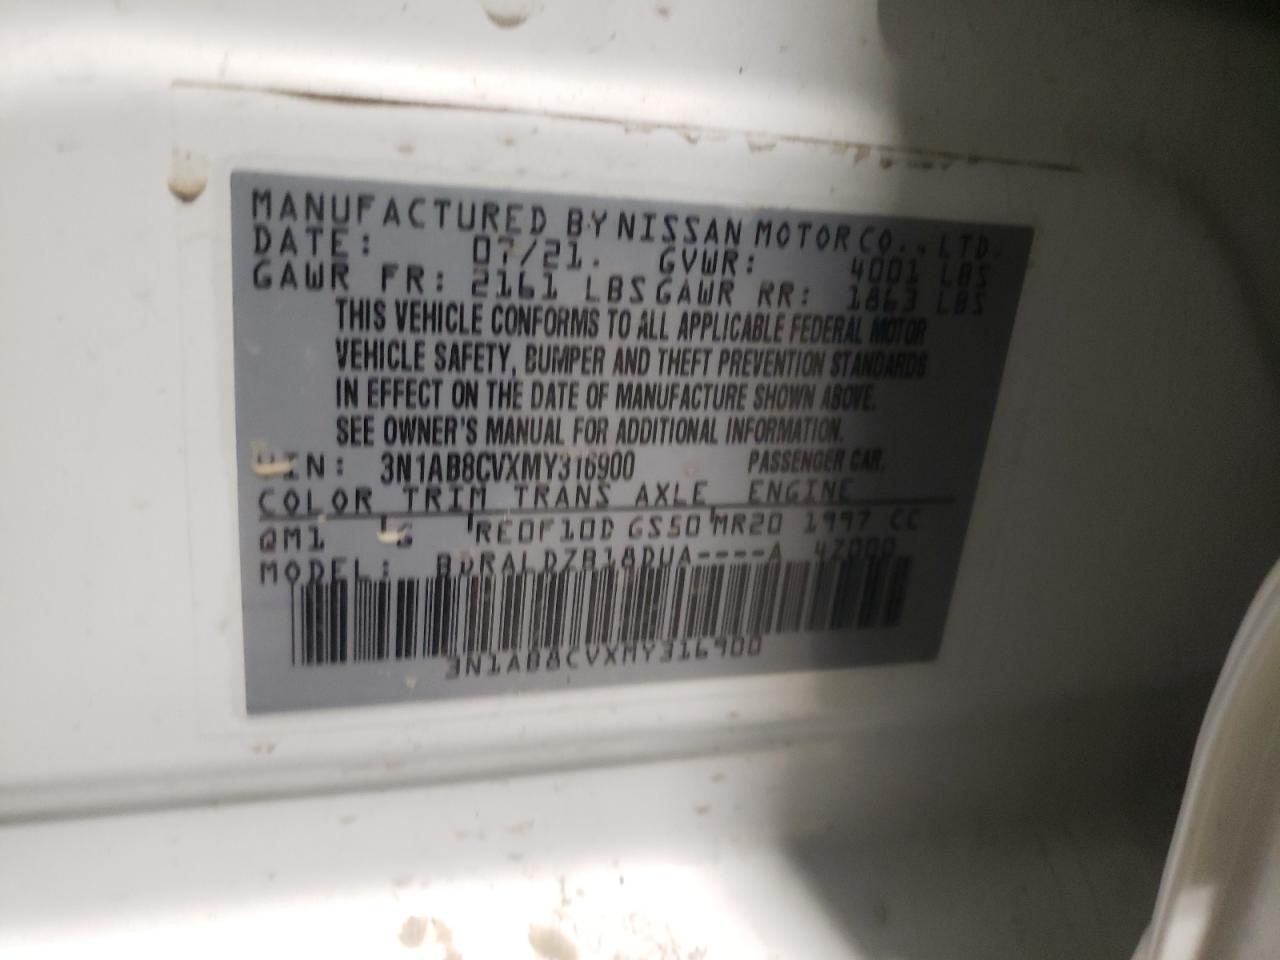 MANUFACTURED BY NISSAN MOTOR CO., LTD.
DATE: 07/21. GVWR: 4001 LBS
GAWR FR: 2161 LBS GAWR RR: 1863 LBS
THIS VEHICLE CONFORMS TO ALL APPLICABLE FEDERAL MOTOR
VEHICLE SAFETY, BUMPER AND THEFT PREVENTION STANDARDS
IN EFFECT ON THE DATE OF MANUFACTURE SHOWN ABOVE.
SEE OWNER'S MANUAL FOR ADDITIONAL INFORMATION.
VIN: 3N1AB8CVXMY316900 PASSENGER CAR.
COLOR TRIM TRANS AXLE ENGINE
QM1 G RE0F10D GS50 MR20 1997 CC
MODEL: BDRALDZB18DUA----A 47000
3N1AB8CVXMY316900